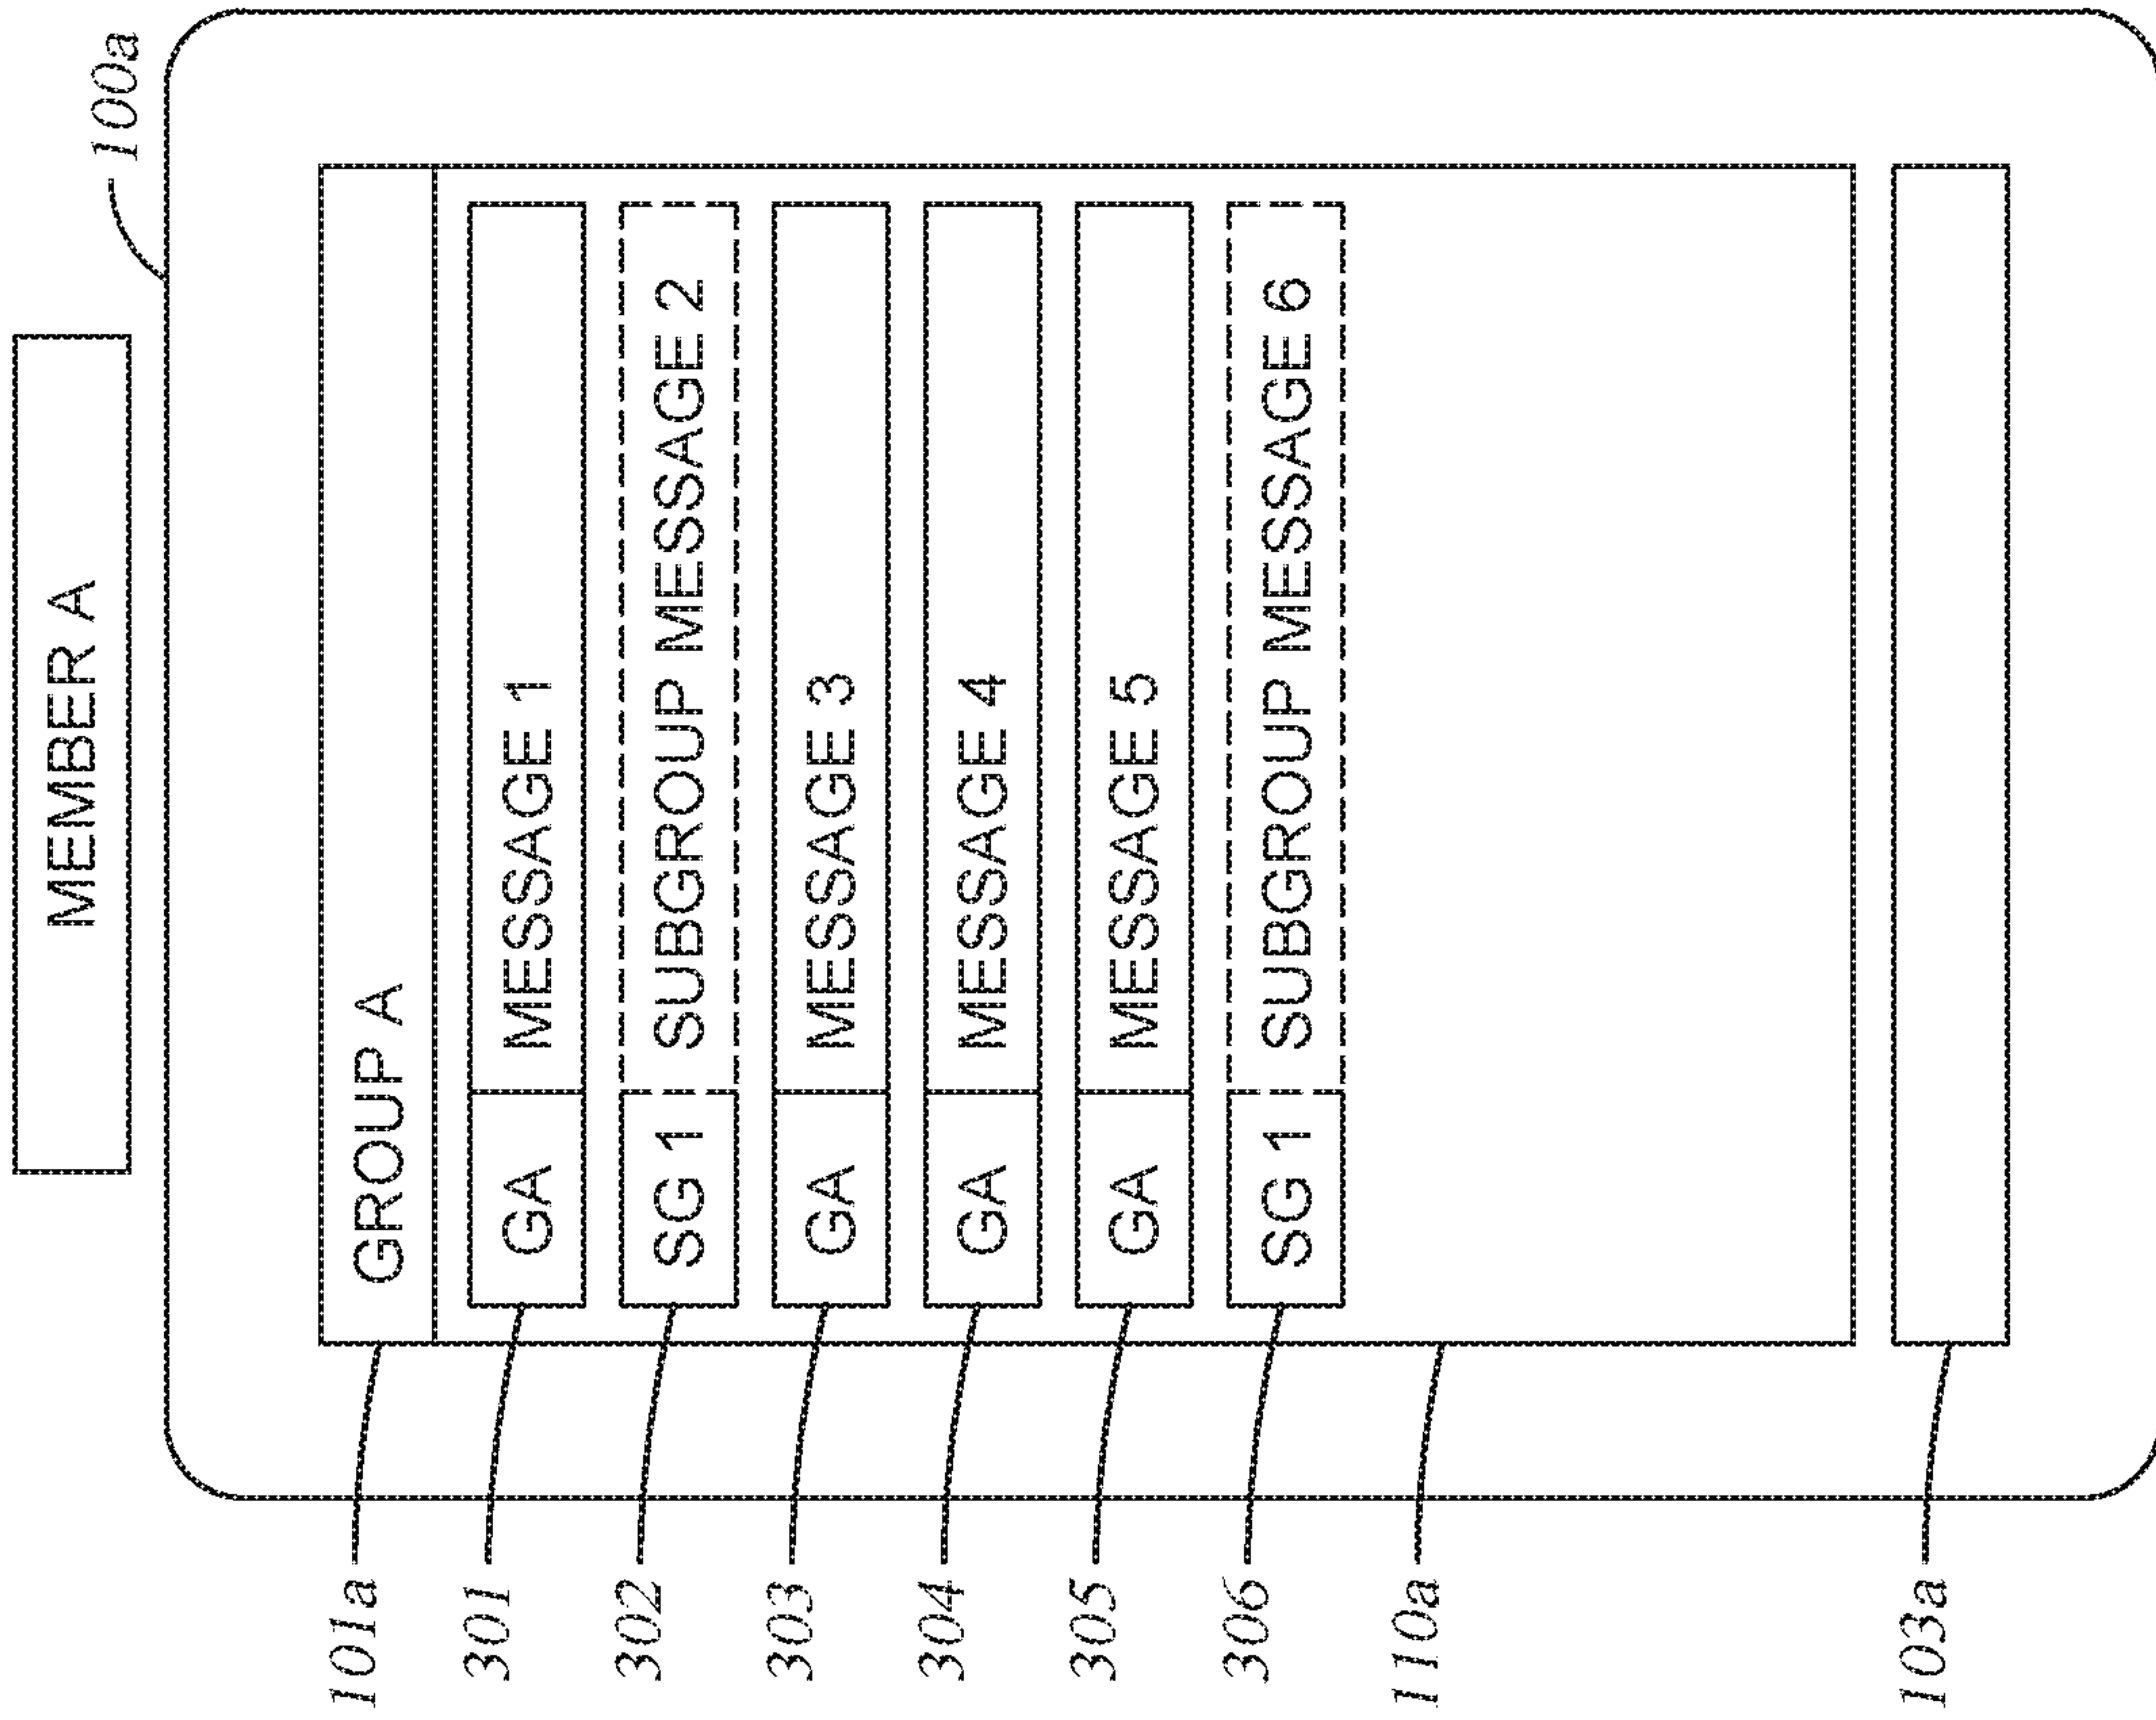 MEMBER A
100a
101a GROUP A
301 GA MESSAGE 1
302 SG 1 SUBGROUP MESSAGE 2
303 GA MESSAGE 3
304 GA MESSAGE 4
305 GA MESSAGE 5
306 SG 1 SUBGROUP MESSAGE 6
110a
103a